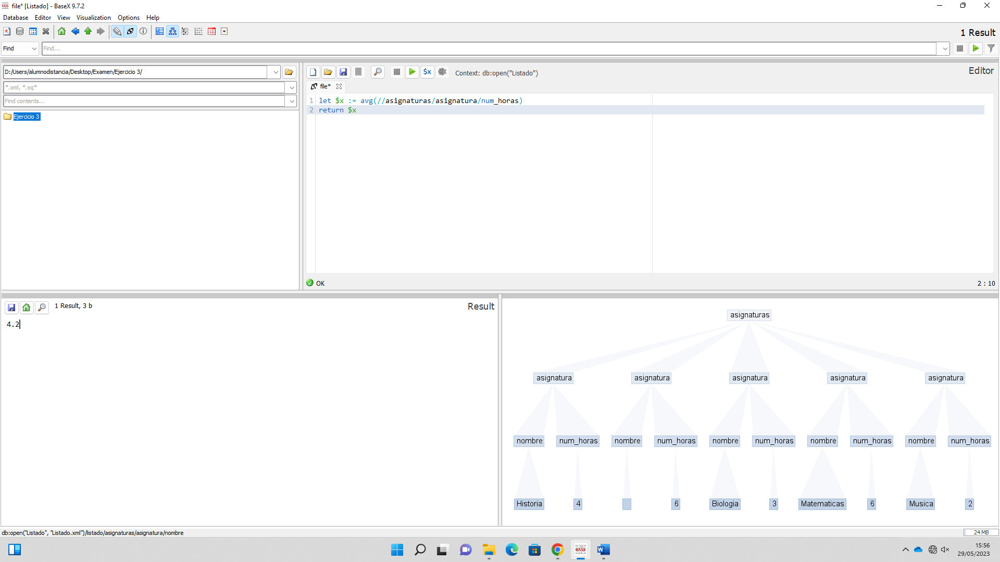 file* [Listado] - BaseX 9.7.2
Database Editor View Visualization Options Help
1 Result
Find Find...
D:/Users/alumnodistancia/Desktop/Examen/Ejercicio 3/
*.xml, *.xq*
Find contents...
Ejercicio 3
$x Context: db:open("Listado") Editor
file*
1 let $x := avg(//asignaturas/asignatura/num_horas)
2 return $x
OK 2 : 10
1 Result, 3 b Result
4.2
asignaturas
asignatura asignatura asignatura asignatura asignatura
nombre num_horas nombre num_horas nombre num_horas nombre num_horas nombre num_horas
Historia 4 6 Biologia 3 Matematicas 6 Musica 2
db:open("Listado", "Listado.xml")/listado/asignaturas/asignatura/nombre 24 MB
BASE
W
15:56
29/05/2023